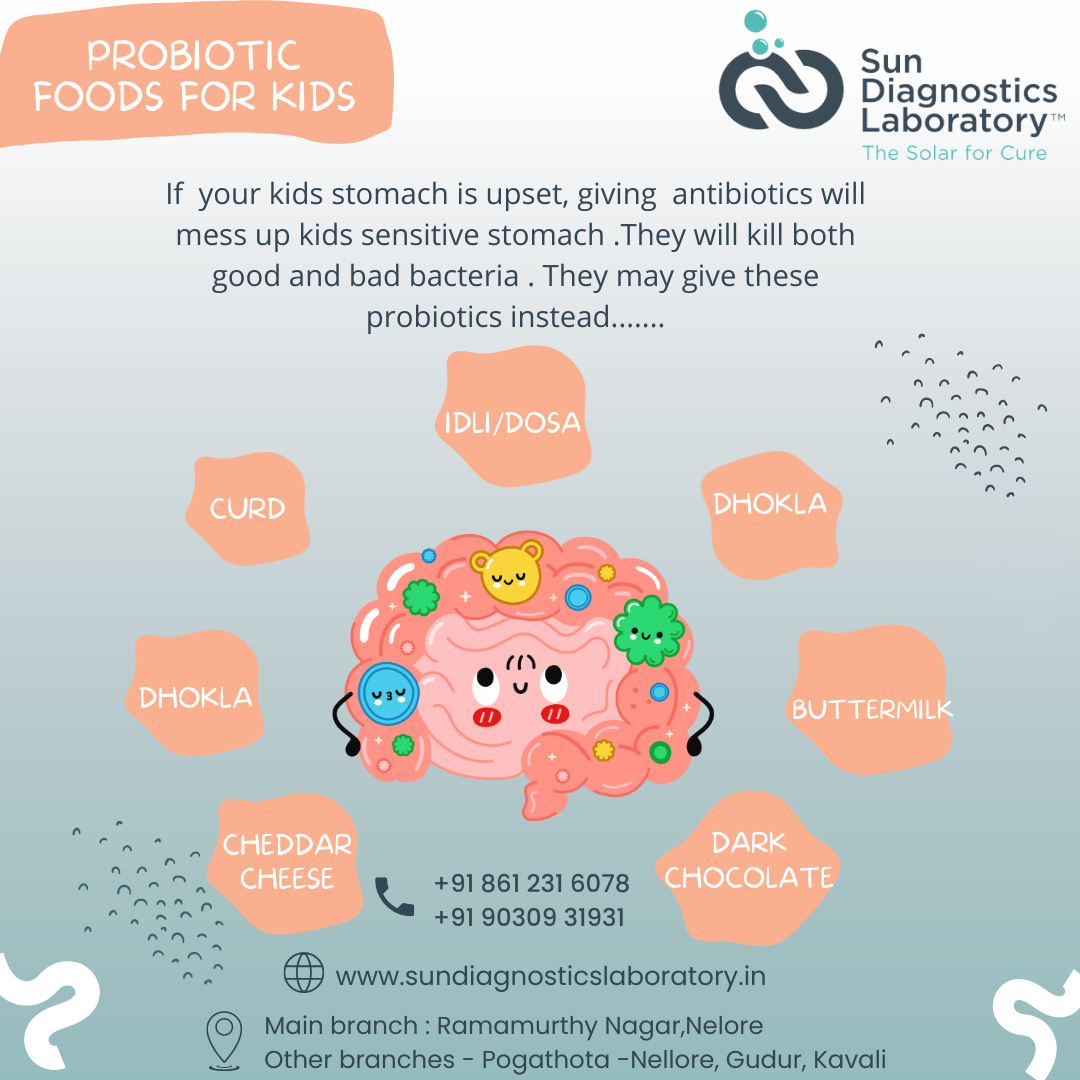 PROBIOTIC
FOODS FOR KIDS
Sun
Diagnostics
Laboratory™
The Solar for Cure
If your kids stomach is upset, giving antibiotics will
mess up kids sensitive stomach .They will kill both
good and bad bacteria . They may give these
probiotics instead.......
IDLI/DOSA
CURD
DHOKLA
DHOKLA
BUTTERMILK
CHEDDAR
CHEESE
DARK
CHOCOLATE
+91 861 231 6078
+91 90309 31931
www.sundiagnosticslaboratory.in
Main branch : Ramamurthy Nagar,Nelore
Other branches - Pogathota -Nellore, Gudur, Kavali